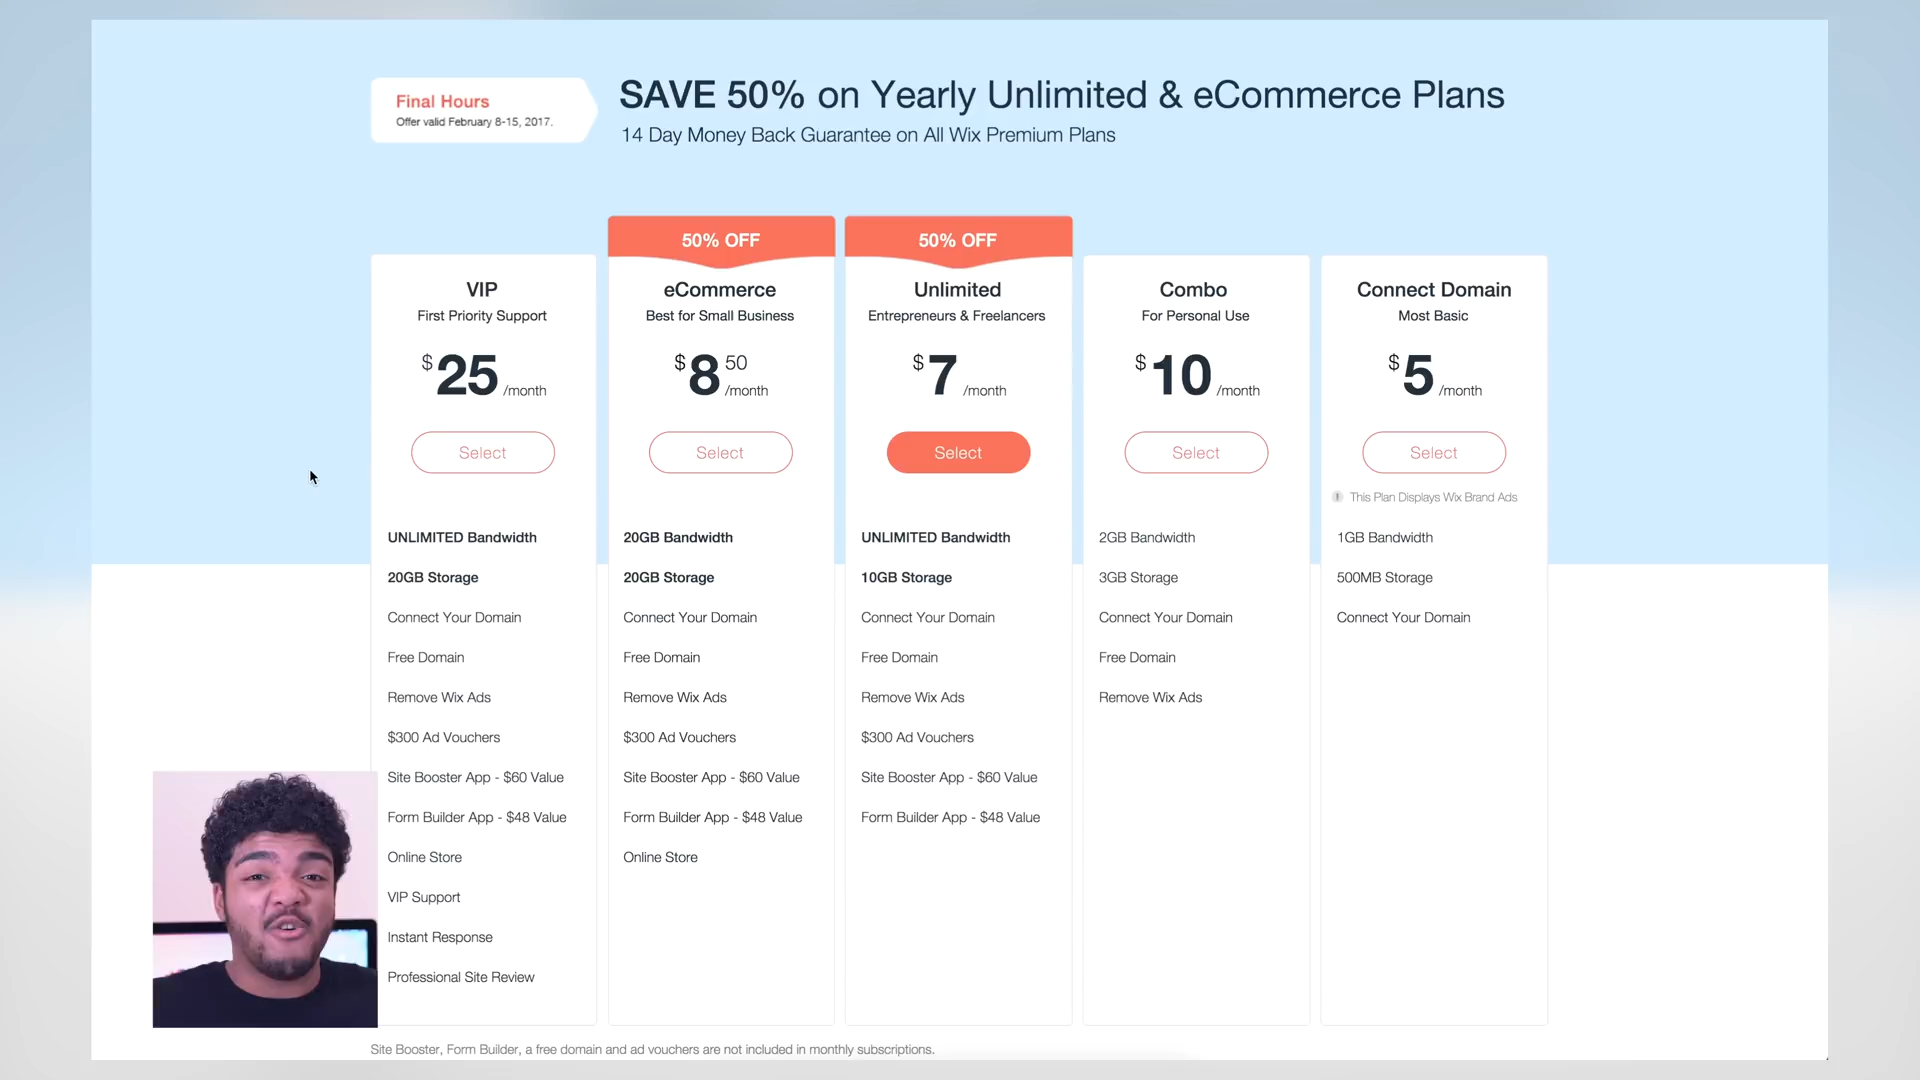 Final Hours
Offer valid February 8-15, 2017.
SAVE 50% on Yearly Unlimited & eCommerce Plans
14 Day Money Back Guarantee on All Wix Premium Plans
VIP
First Priority Support
$25/month
Select
UNLIMITED Bandwidth
20GB Storage
Connect Your Domain
Free Domain
Remove Wix Ads
$300 Ad Vouchers
Site Booster App - $60 Value
Form Builder App - $48 Value
Online Store
VIP Support
Instant Response
Professional Site Review
50% OFF
eCommerce
Best for Small Business
$8 50/month
Select
20GB Bandwidth
20GB Storage
Connect Your Domain
Free Domain
Remove Wix Ads
$300 Ad Vouchers
Site Booster App - $60 Value
Form Builder App - $48 Value
Online Store
50% OFF
Unlimited
Entrepreneurs & Freelancers
$7/month
Select
UNLIMITED Bandwidth
10GB Storage
Connect Your Domain
Free Domain
Remove Wix Ads
$300 Ad Vouchers
Site Booster App - $60 Value
Form Builder App - $48 Value
Combo
For Personal Use
$10/month
Select
2GB Bandwidth
3GB Storage
Connect Your Domain
Free Domain
Remove Wix Ads
Connect Domain
Most Basic
$5/month
Select
! This Plan Displays Wix Brand Ads
1GB Bandwidth
500MB Storage
Connect Your Domain
Site Booster, Form Builder, a free domain and ad vouchers are not included in monthly subscriptions.